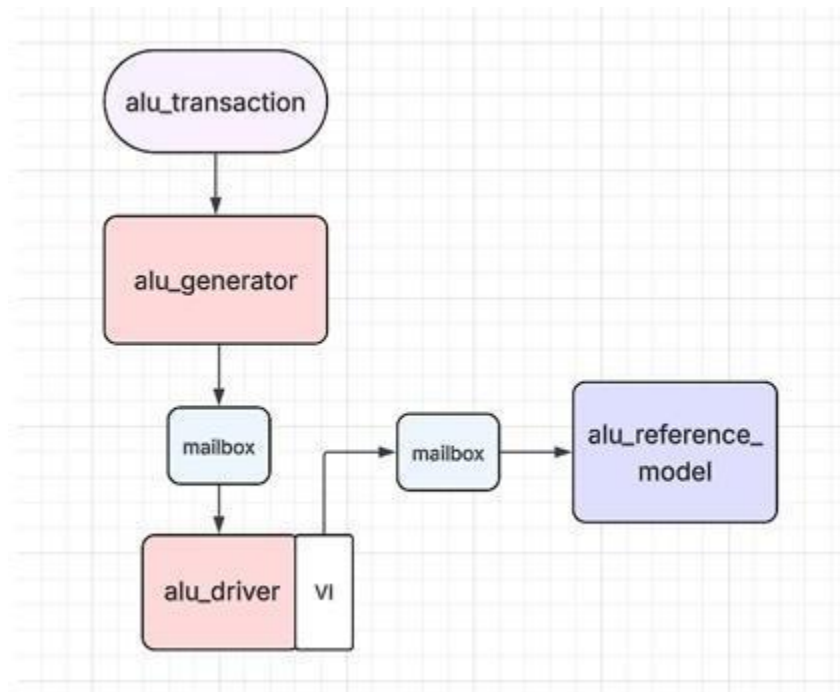 alu_transaction
alu_generator
mailbox
mailbox
alu_reference_
model
alu_driver
VI